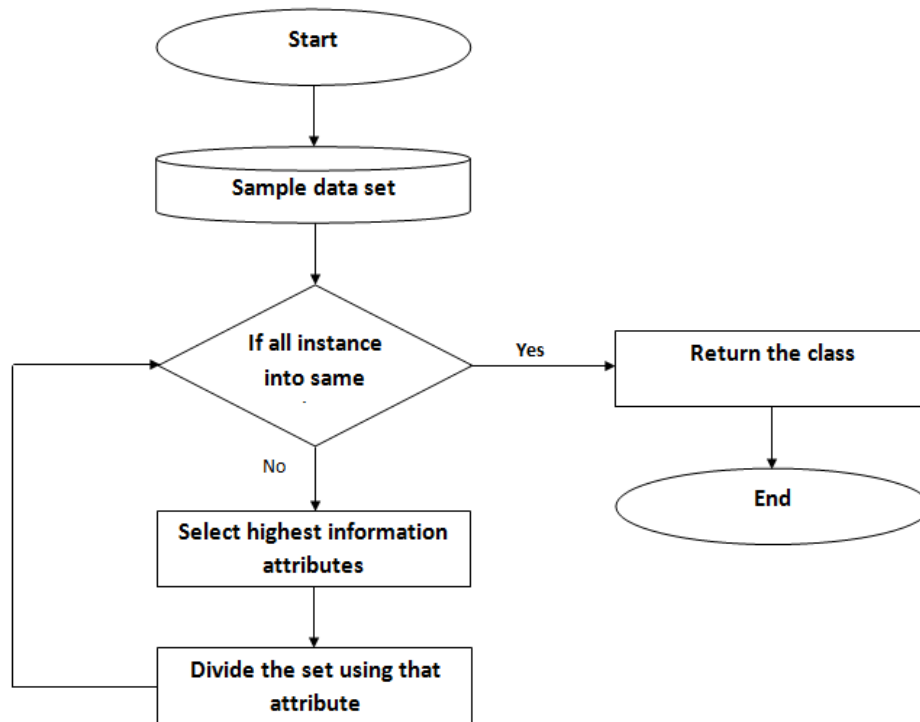 Start
Sample data set
If all instance
into same
Yes
Return the class
No
End
Select highest information
attributes
Divide the set using that
attribute